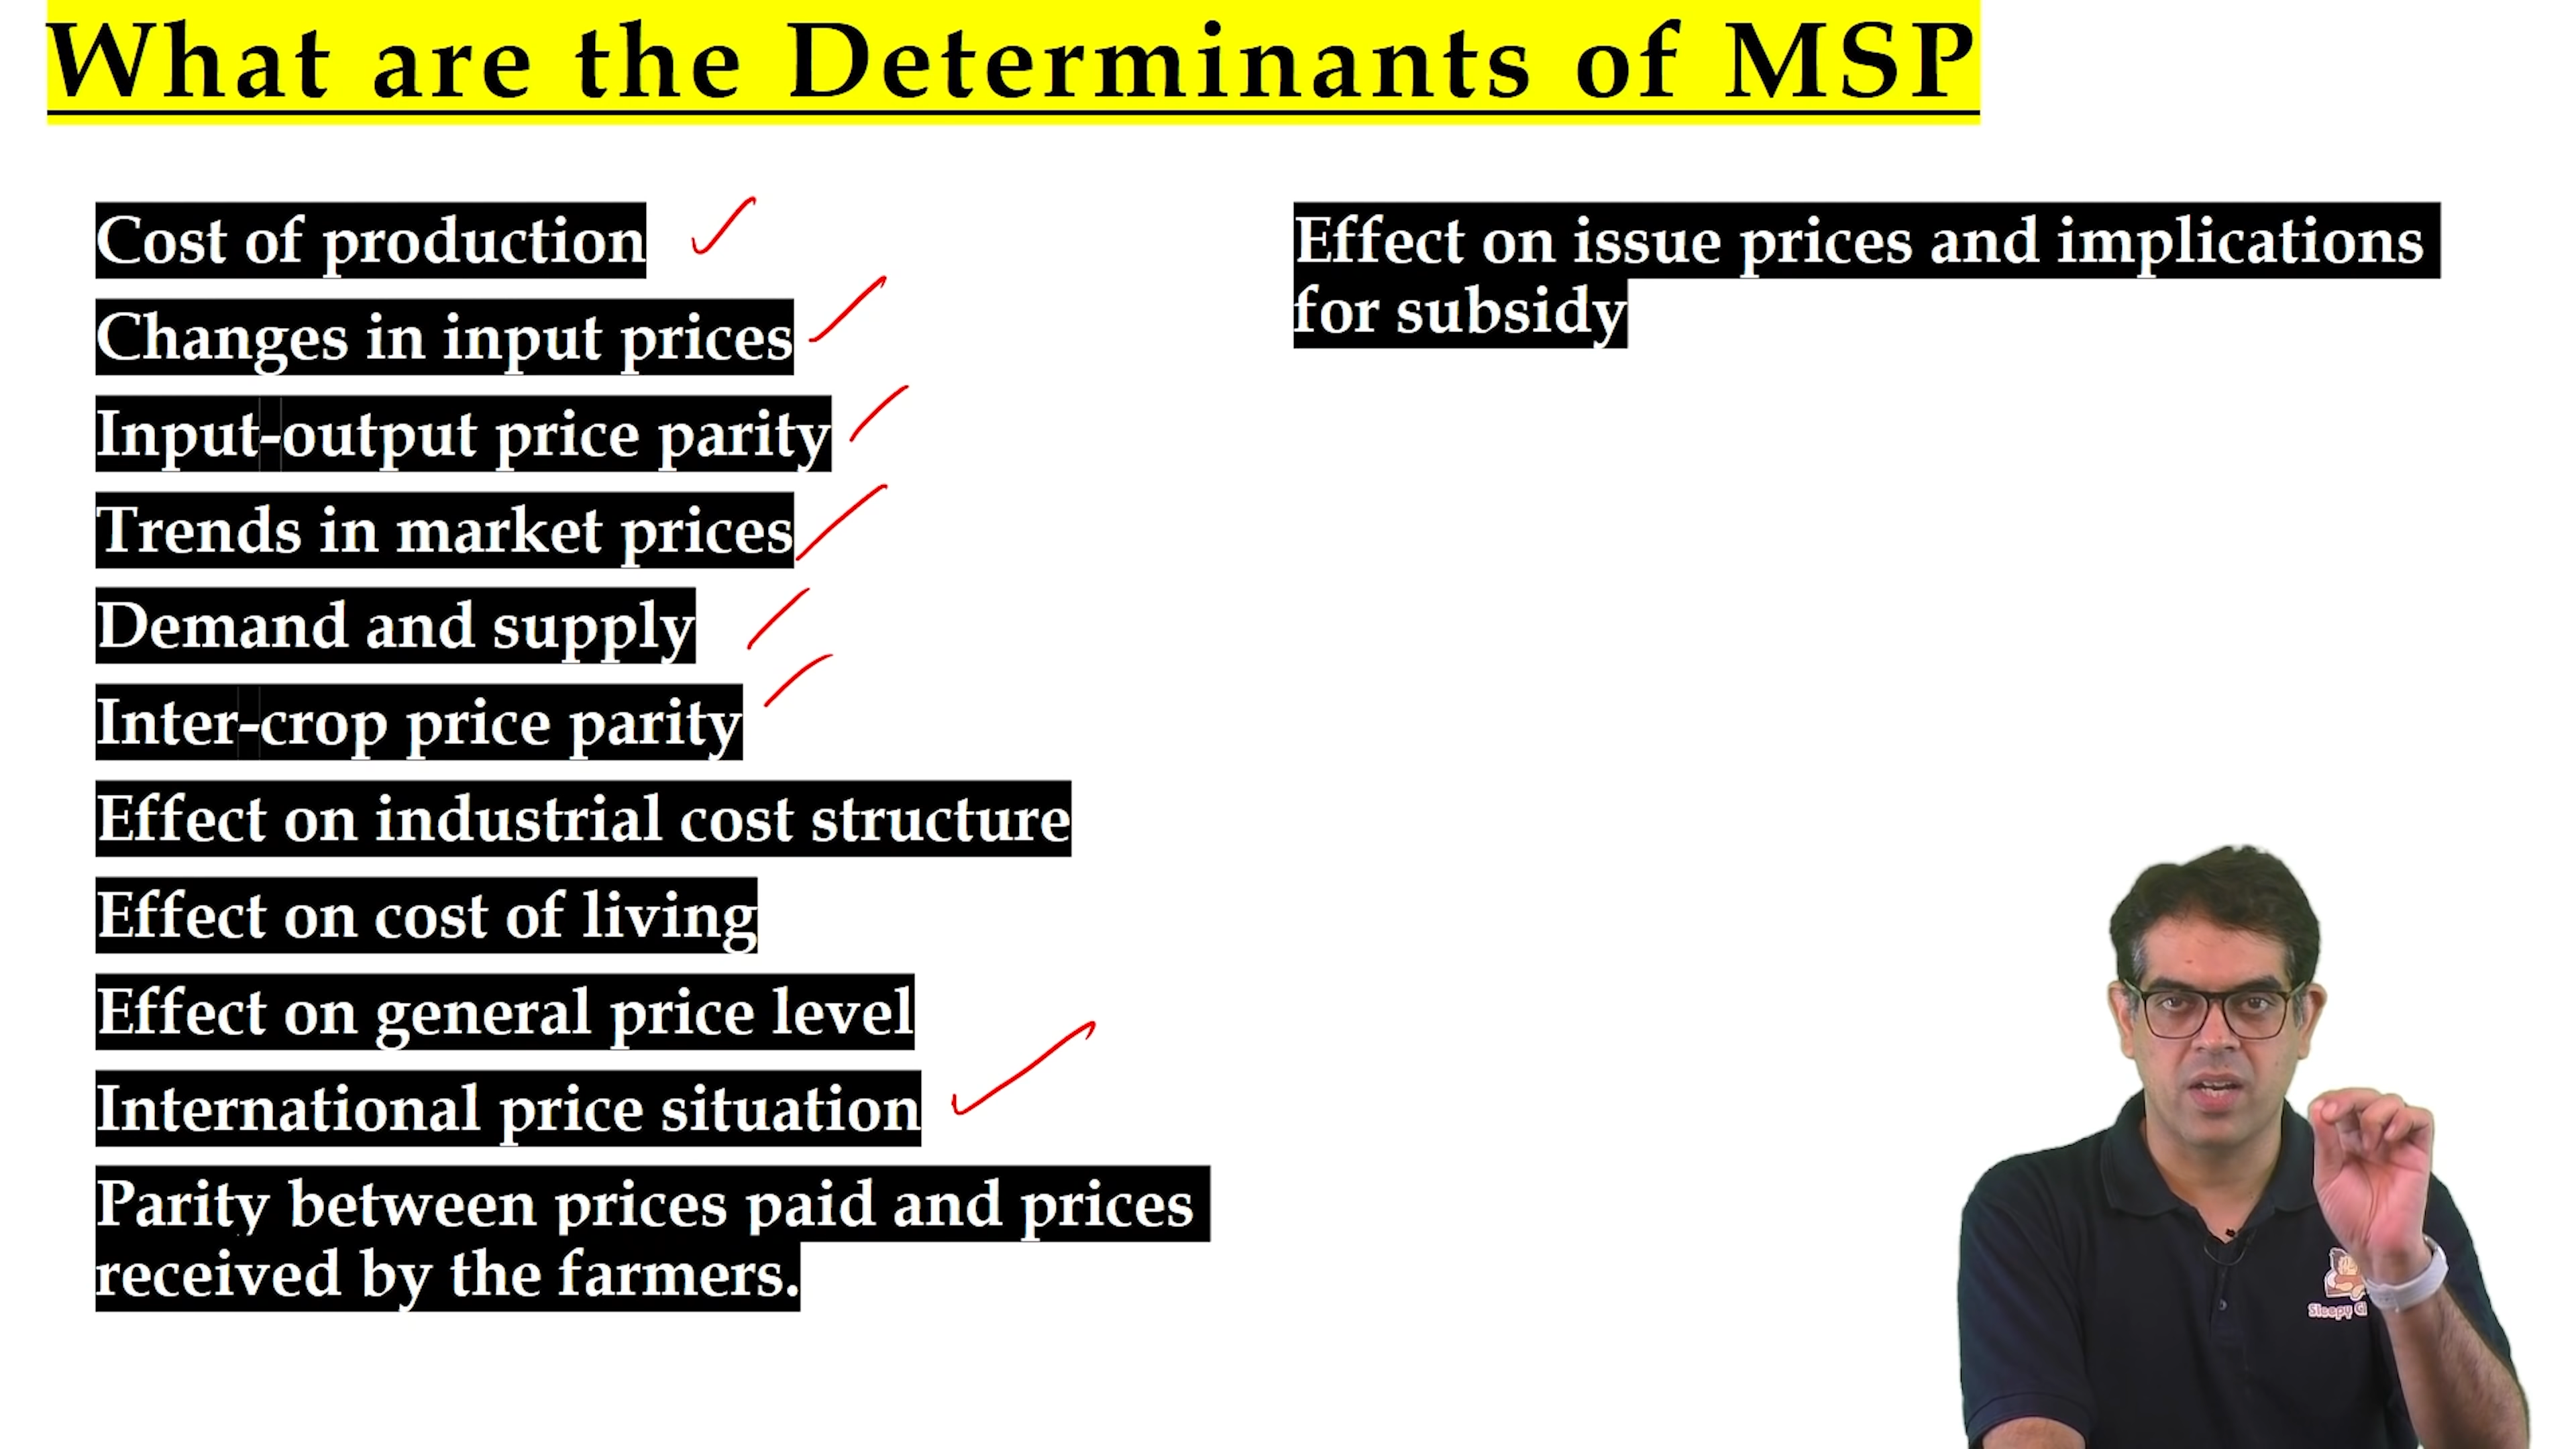 What are the Determinants of MSP
Cost of production
Changes in input prices
Input-output price parity
Trends in market prices
Demand and supply
Inter-crop price parity
Effect on industrial cost structure
Effect on cost of living
Effect on general price level
International price situation
Parity between prices paid and prices
received by the farmers.
Effect on issue prices and implications
for subsidy
Sleepy